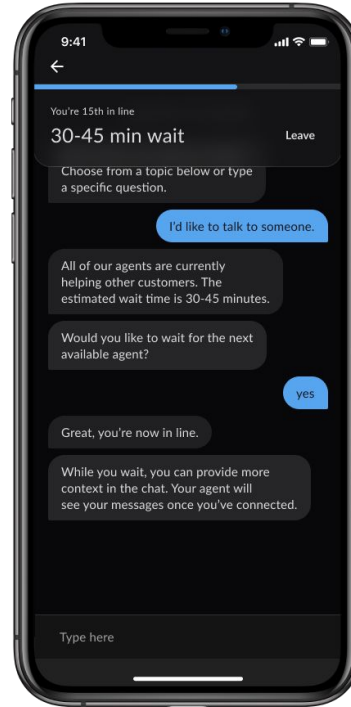 9:41
You're 15th in line
30-45 min wait
Leave
Choose from a topic below or type
a specific question.
I'd like to talk to someone.
All of our agents are currently
helping other customers. The
estimated wait time is 30-45 minutes.
Would you like to wait for the next
available agent?
yes
Great, you're now in line.
While you wait, you can provide more
context in the chat. Your agent will
see your messages once you've connected.
Type here